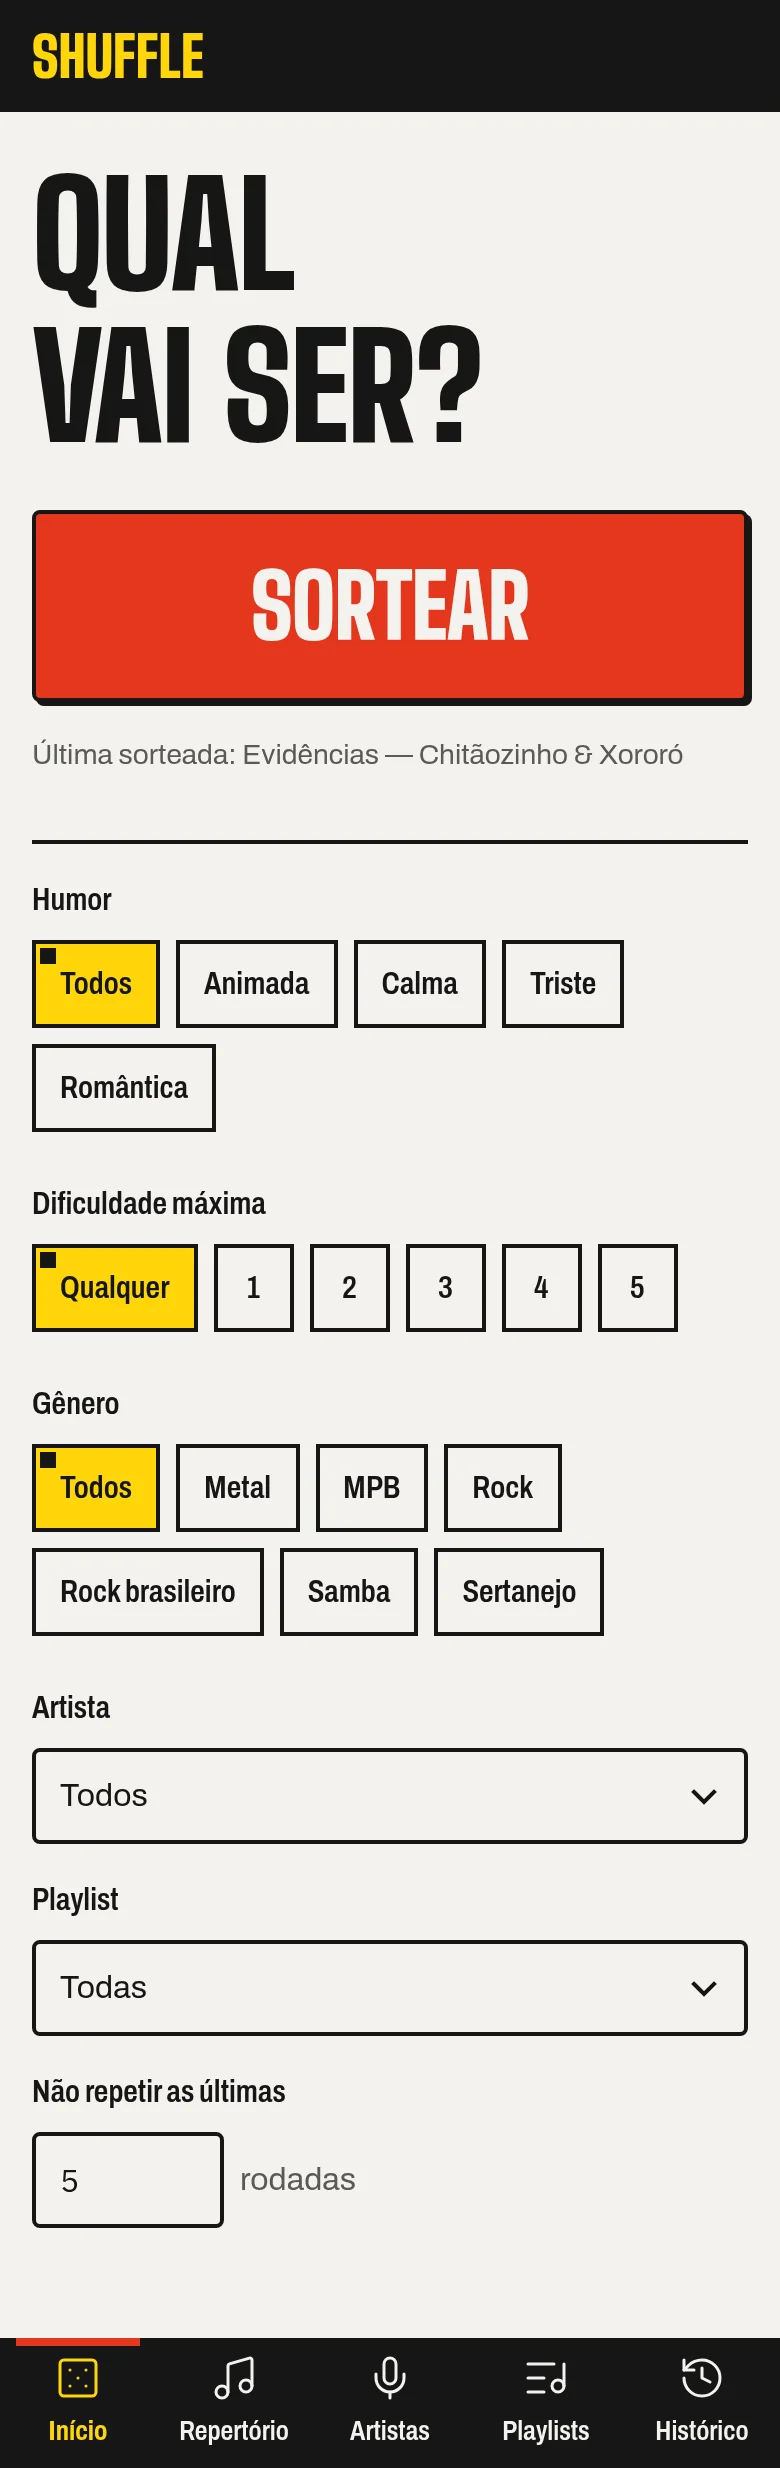 SHUFFLE
QUAL
VAI SER?
SORTEAR
Última sorteada: Evidências — Chitãozinho & Xororó
Humor
Todos Animada Calma Triste
Romântica
Dificuldade máxima
Qualquer 1 2 3 4 5
Gênero
Todos Metal MPB Rock
Rock brasileiro Samba Sertanejo
Artista
Todos
Playlist
Todas
Não repetir as últimas
5 rodadas
Início Repertório Artistas Playlists Histórico